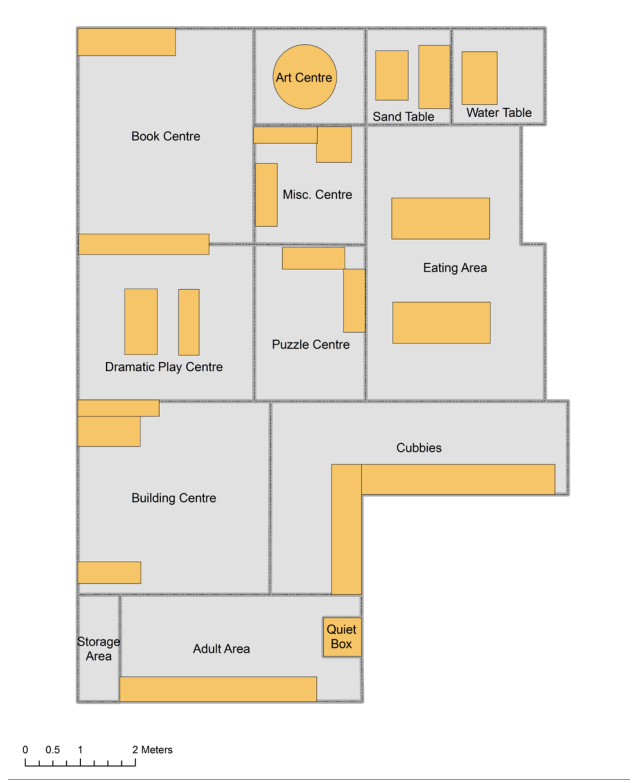 Art Centre
Book Centre
Sand Table
Water Table
Misc. Centre
Eating Area
Dramatic Play Centre
Puzzle Centre
Cubbies
Building Centre
Storage
Area
Adult Area
Quiet
Box
0 0.5 1 2 Meters